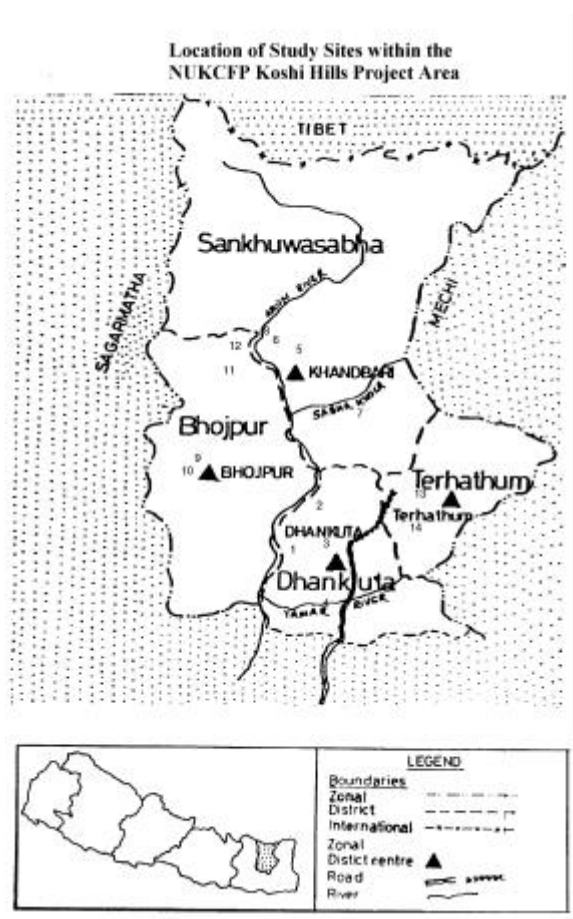 Location of Study Sites within the
NUKCFP Koshi Hills Project Area
TIBET
Sankhuwasabha
SAGARMATHA
MECHI
ARUN RIVER
8
12
6
5
11
KHANDBARI
SABHA KHOLA
7
Bhojpur
9
10
BHOJPUR
Terhathum
13
2
Terhathum
DHANKUTA
14
1
3
Dhankuta
TAMAR RIVER
LEGEND
Boundaries
Zonal
District
International
Zonal
Distict centre
Road
River